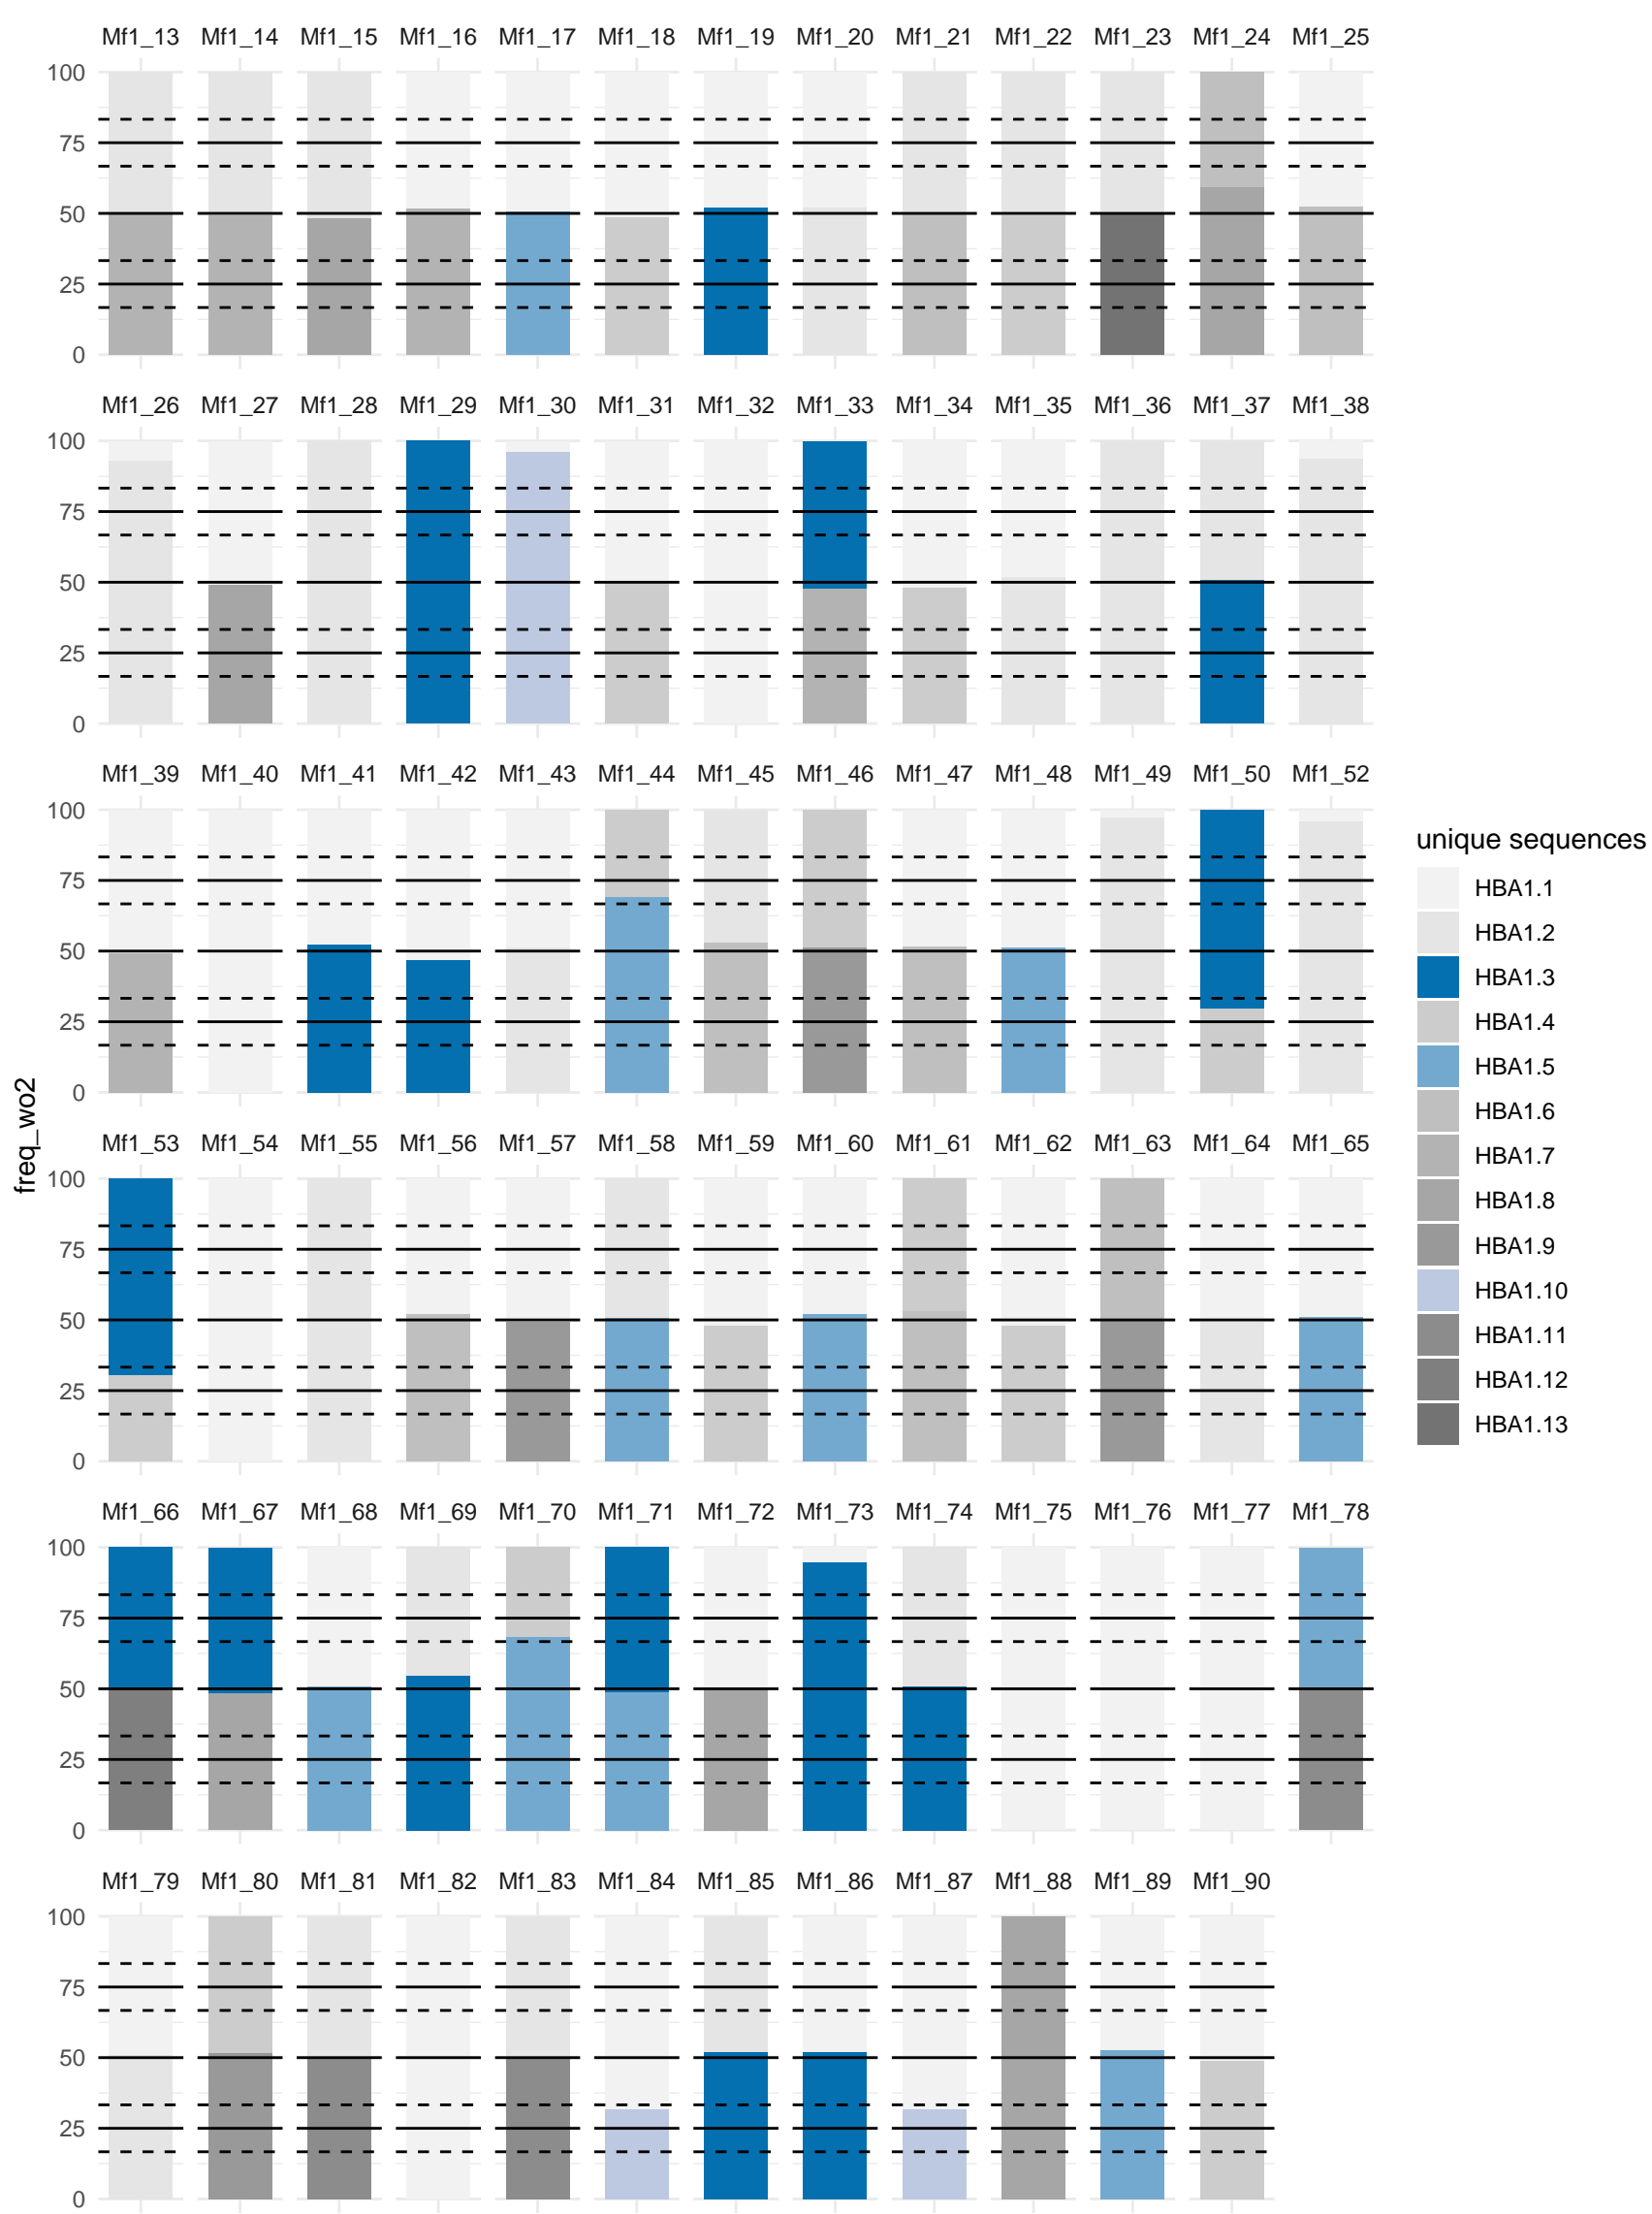 Mf1_13 Mf1_14 Mf1_15 Mf1_16 Mf1_17 Mf1_18 Mf1_19 Mf1_20 Mf1_21 Mf1_22 Mf1_23 Mf1_24 Mf1_25
100
75
50
25
0
Mf1_26 Mf1_27 Mf1_28 Mf1_29 Mf1_30 Mf1_31 Mf1_32 Mf1_33 Mf1_34 Mf1_35 Mf1_36 Mf1_37 Mf1_38
100
75
50
25
0
Mf1_39 Mf1_40 Mf1_41 Mf1_42 Mf1_43 Mf1_44 Mf1_45 Mf1_46 Mf1_47 Mf1_48 Mf1_49 Mf1_50 Mf1_52
100
75
50
25
0
Mf1_53 Mf1_54 Mf1_55 Mf1_56 Mf1_57 Mf1_58 Mf1_59 Mf1_60 Mf1_61 Mf1_62 Mf1_63 Mf1_64 Mf1_65
100
75
50
25
0
Mf1_66 Mf1_67 Mf1_68 Mf1_69 Mf1_70 Mf1_71 Mf1_72 Mf1_73 Mf1_74 Mf1_75 Mf1_76 Mf1_77 Mf1_78
100
75
50
25
0
Mf1_79 Mf1_80 Mf1_81 Mf1_82 Mf1_83 Mf1_84 Mf1_85 Mf1_86 Mf1_87 Mf1_88 Mf1_89 Mf1_90
100
75
50
25
0
freq_wo2
unique sequences
HBA1.1
HBA1.2
HBA1.3
HBA1.4
HBA1.5
HBA1.6
HBA1.7
HBA1.8
HBA1.9
HBA1.10
HBA1.11
HBA1.12
HBA1.13